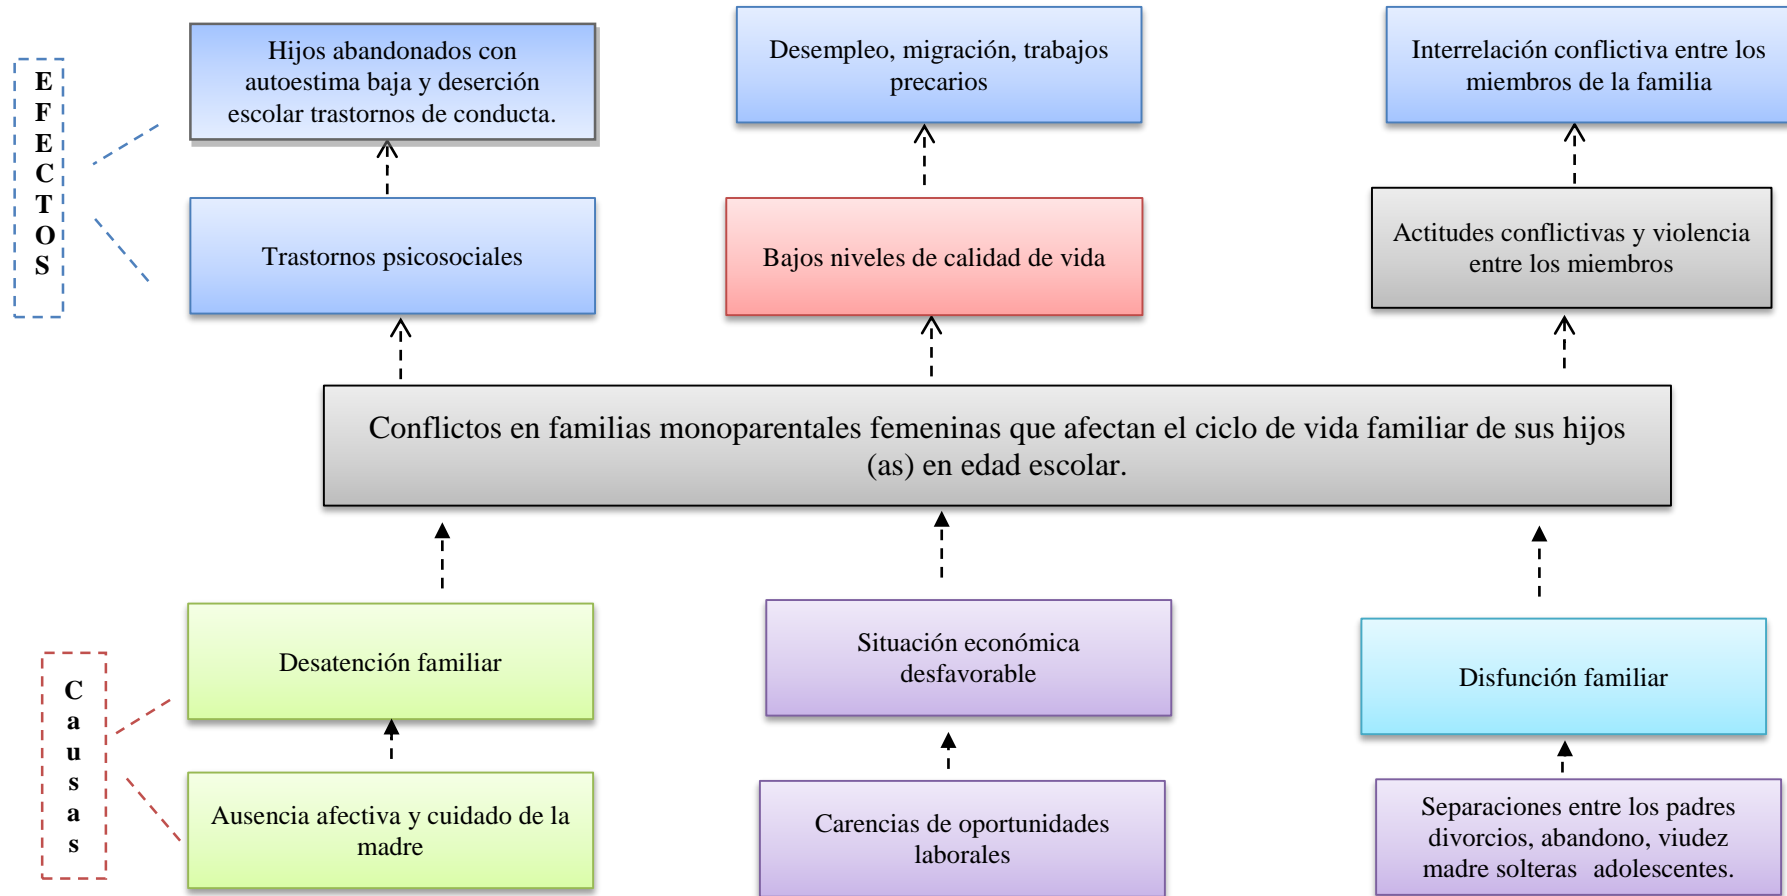 EFECTOS
Hijos abandonados con
autoestima baja y deserción
escolar trastornos de conducta.
Desempleo, migración, trabajos
precarios
Interrelación conflictiva entre los
miembros de la familia
Trastornos psicosociales
Bajos niveles de calidad de vida
Actitudes conflictivas y violencia
entre los miembros
Conflictos en familias monoparentales femeninas que afectan el ciclo de vida familiar de sus hijos
(as) en edad escolar.
Causas
Desatención familiar
Situación económica
desfavorable
Disfunción familiar
Ausencia afectiva y cuidado de la
madre
Carencias de oportunidades
laborales
Separaciones entre los padres
divorcios, abandono, viudez
madre solteras adolescentes.